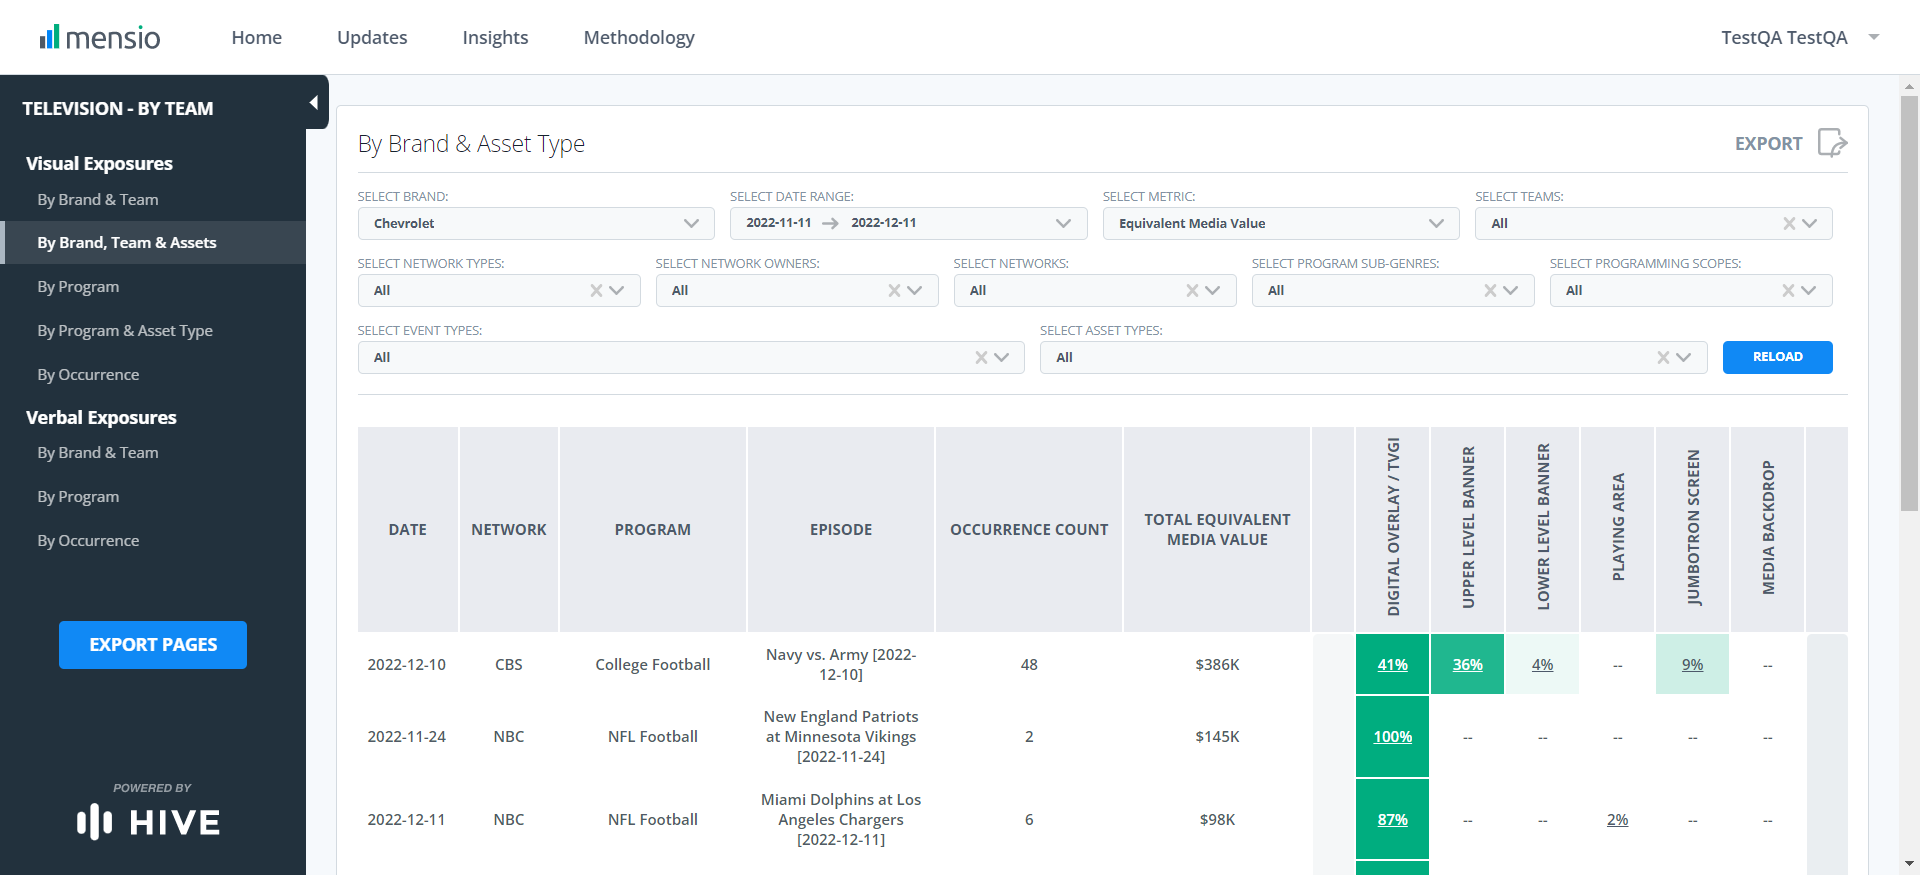 mensio
Home
Updates
Insights
Methodology
TestQA TestQA
TELEVISION - BY TEAM
Visual Exposures
By Brand & Team
By Brand, Team & Assets
By Program
By Program & Asset Type
By Occurrence
Verbal Exposures
By Brand & Team
By Program
By Occurrence
EXPORT PAGES
POWERED BY
HIVE
By Brand & Asset Type
EXPORT
SELECT BRAND:
Chevrolet
SELECT DATE RANGE:
2022-11-11 → 2022-12-11
SELECT METRIC:
Equivalent Media Value
SELECT TEAMS:
All
SELECT NETWORK TYPES:
All
SELECT NETWORK OWNERS:
All
SELECT NETWORKS:
All
SELECT PROGRAM SUB-GENRES:
All
SELECT PROGRAMMING SCOPES:
All
SELECT EVENT TYPES:
All
SELECT ASSET TYPES:
All
RELOAD
DATE
NETWORK
PROGRAM
EPISODE
OCCURRENCE COUNT
TOTAL EQUIVALENT
MEDIA VALUE
DIGITAL OVERLAY / TVGI
UPPER LEVEL BANNER
LOWER LEVEL BANNER
PLAYING AREA
JUMBOTRON SCREEN
MEDIA BACKDROP
2022-12-10
CBS
College Football
Navy vs. Army [2022-
12-10]
48
$386K
41%
36%
4%
--
9%
--
2022-11-24
NBC
NFL Football
New England Patriots
at Minnesota Vikings
[2022-11-24]
2
$145K
100%
--
--
--
--
--
2022-12-11
NBC
NFL Football
Miami Dolphins at Los
Angeles Chargers
[2022-12-11]
6
$98K
87%
--
--
2%
--
--